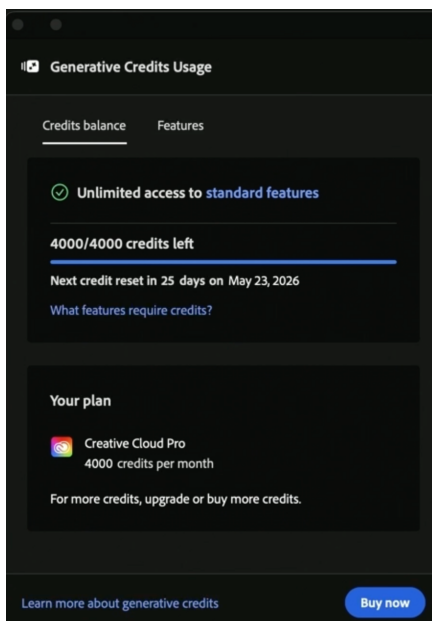 Generative Credits Usage
Credits balance
Features
Unlimited access to standard features
4000/4000 credits left
Next credit reset in 25 days on May 23, 2026
What features require credits?
Your plan
Creative Cloud Pro
4000 credits per month
For more credits, upgrade or buy more credits.
Learn more about generative credits
Buy now